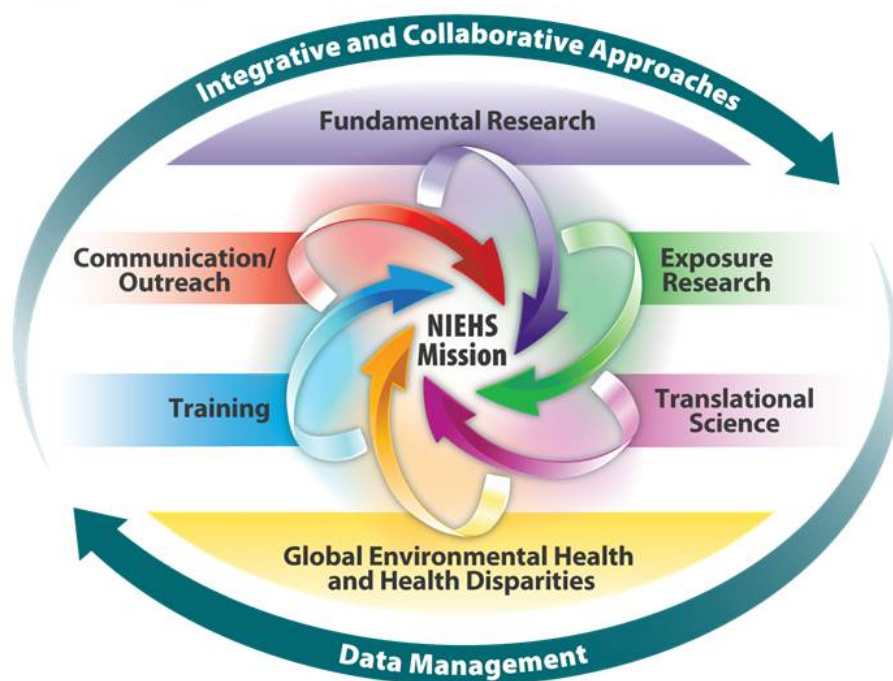 Integrative and Collaborative Approaches
Fundamental Research
Communication/
Outreach
Exposure
Research
NIEHS
Mission
Training
Translational
Science
Global Environmental Health
and Health Disparities
Data Management